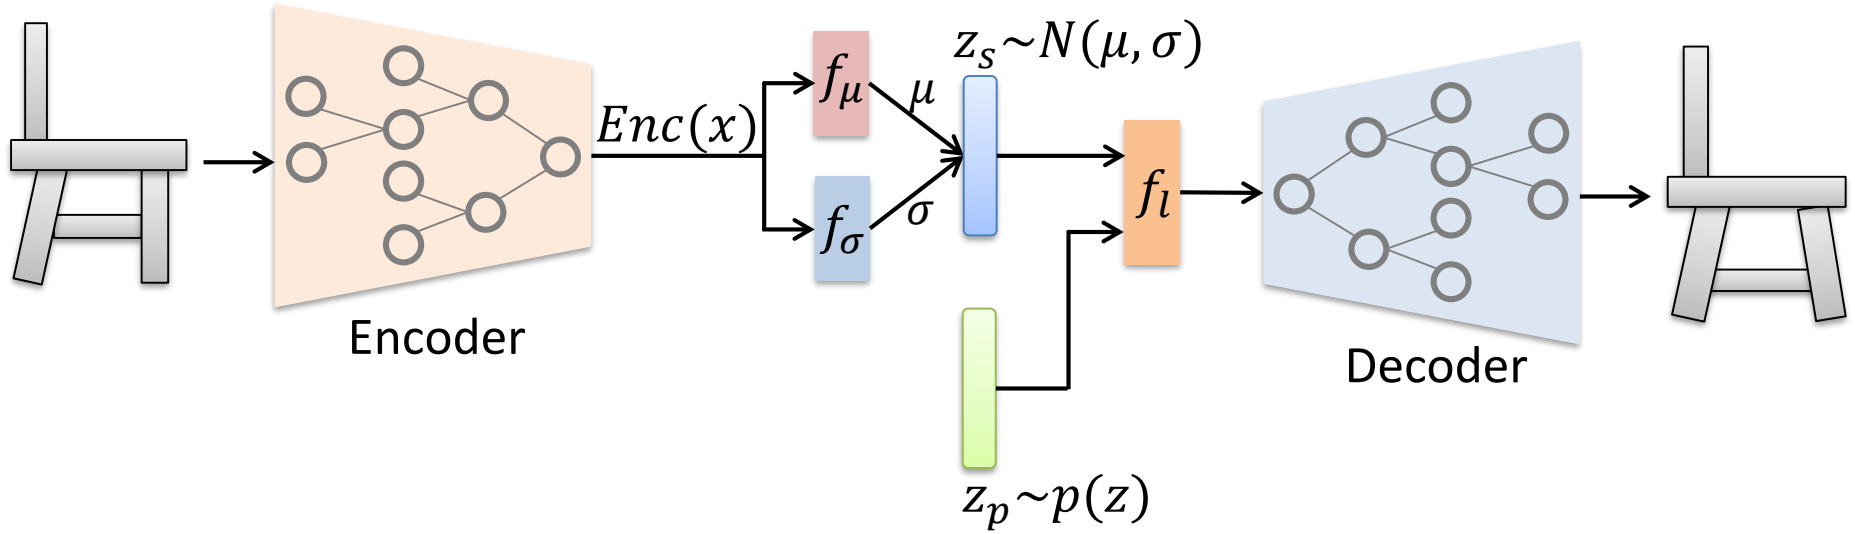 Encoder
Enc(x)
f_μ
f_σ
μ
σ
z_s~N(μ, σ)
z_p~p(z)
f_l
Decoder